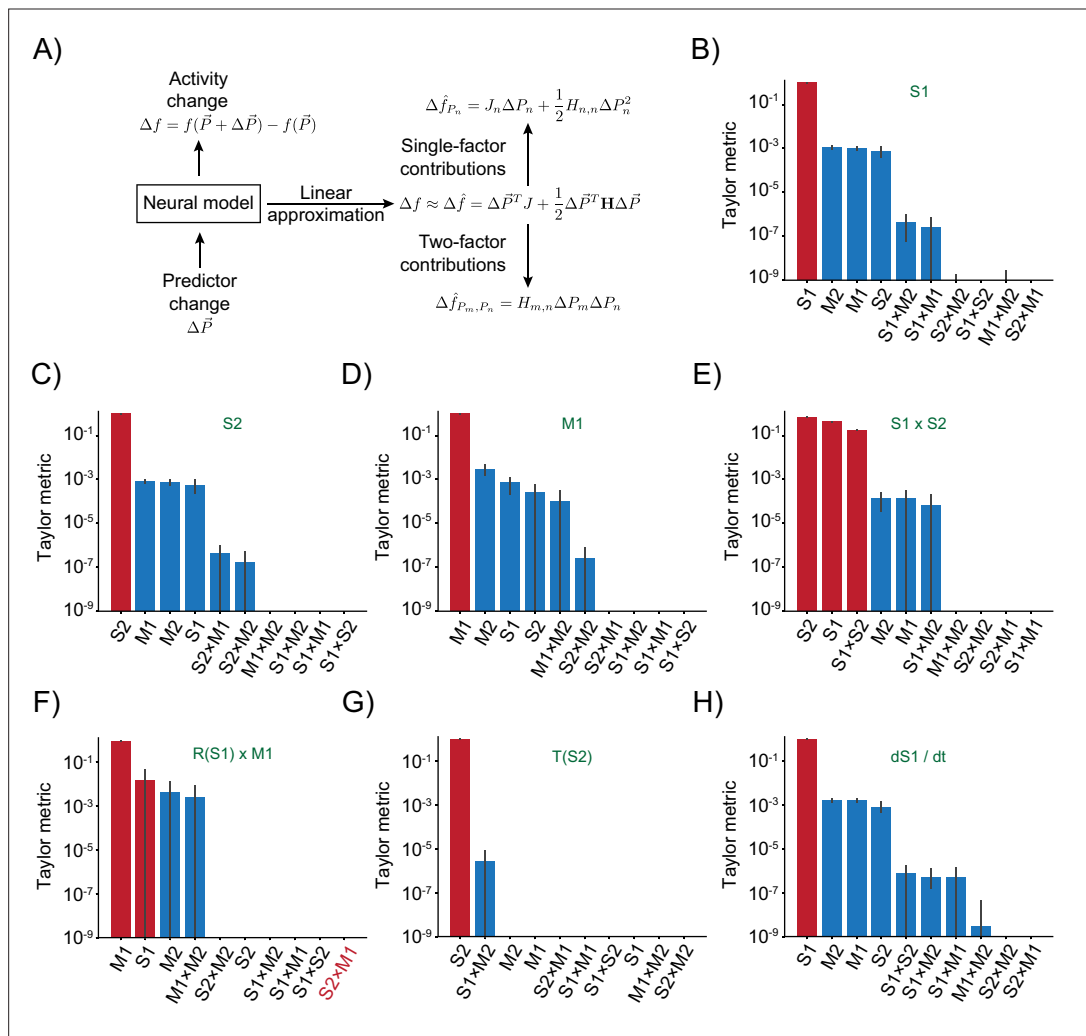 A)
Activity
change
Δf = f(P⃗ + ΔP⃗) − f(P⃗)
Neural model
Predictor
change
ΔP⃗
Linear
approximation
Δf̂_{P_n} = J_nΔP_n + 1/2 H_{n,n}ΔP_n^2
Single-factor
contributions
Δf ≈ Δf̂ = ΔP⃗^T J + 1/2 ΔP⃗^T HΔP⃗
Two-factor
contributions
Δf̂_{P_m,P_n} = H_{m,n}ΔP_mΔP_n
B)
S1
Taylor metric
10^-1
10^-3
10^-5
10^-7
10^-9
S1 M2 M1 S2 S1×M2 S1×M1 S2×M2 S1×S2 M1×M2 S2×M1
C)
S2
Taylor metric
10^-1
10^-3
10^-5
10^-7
10^-9
S2 M1 M2 S1 S2×M1 S2×M2 M1×M2 S1×M2 S1×M1 S1×S2
D)
M1
Taylor metric
10^-1
10^-3
10^-5
10^-7
10^-9
M1 M2 S1 S2 M1×M2 S2×M2 S2×M1 S1×M2 S1×M1 S1×S2
E)
S1 x S2
Taylor metric
10^-1
10^-3
10^-5
10^-7
10^-9
S2 S1 S1×S2 M2 M1 S1×M2 M1×M2 S2×M2 S2×M1 S1×M1
F)
R(S1) x M1
Taylor metric
10^-1
10^-3
10^-5
10^-7
10^-9
M1 S1 M2 M1×M2 S2×M2 S2 S1×M2 S1×M1 S1×S2 S2×M1
G)
T(S2)
Taylor metric
10^-1
10^-3
10^-5
10^-7
10^-9
S2 S1×M2 M2 M1 S2×M1 S1×M1 S1×S2 S1 M1×M2 S2×M2
H)
dS1 / dt
Taylor metric
10^-1
10^-3
10^-5
10^-7
10^-9
S1 M2 M1 S2 S1×S2 S1×M2 S1×M1 M1×M2 S2×M2 S2×M1